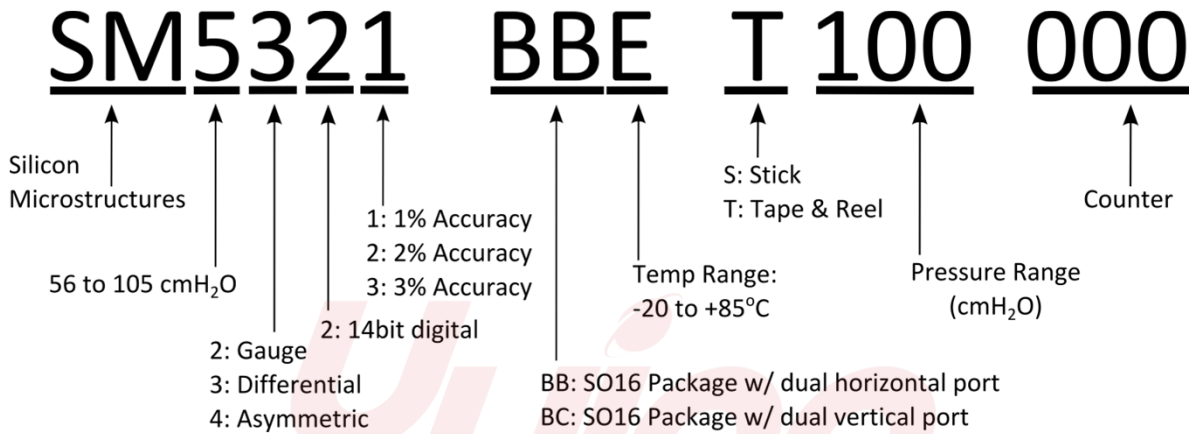 SM5321 BBE T 100 000
Silicon
Microstructures
S: Stick
T: Tape & Reel
Counter
1: 1% Accuracy
2: 2% Accuracy
3: 3% Accuracy
56 to 105 cmH₂O
Temp Range:
-20 to +85°C
Pressure Range
(cmH₂O)
2: 14bit digital
2: Gauge
3: Differential
4: Asymmetric
BB: SO16 Package w/ dual horizontal port
BC: SO16 Package w/ dual vertical port